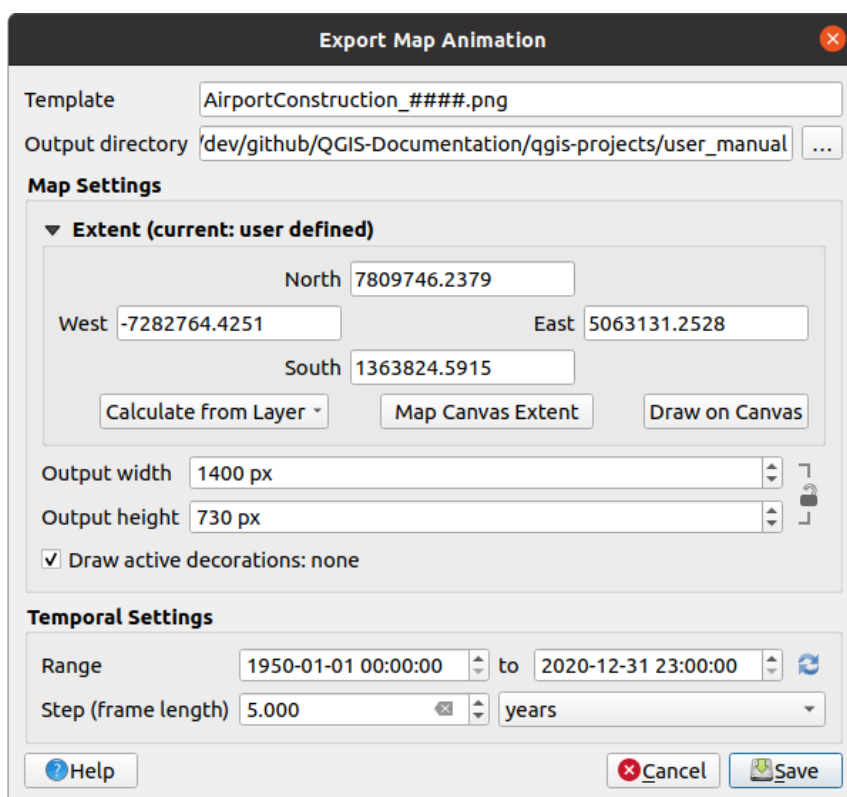 Export Map Animation
Template AirportConstruction_####.png
Output directory /dev/github/QGIS-Documentation/qgis-projects/user_manual ...
Map Settings
Extent (current: user defined)
North 7809746.2379
West -7282764.4251 East 5063131.2528
South 1363824.5915
Calculate from Layer Map Canvas Extent Draw on Canvas
Output width 1400 px
Output height 730 px
Draw active decorations: none
Temporal Settings
Range 1950-01-01 00:00:00 to 2020-12-31 23:00:00
Step (frame length) 5.000 years
Help Cancel Save